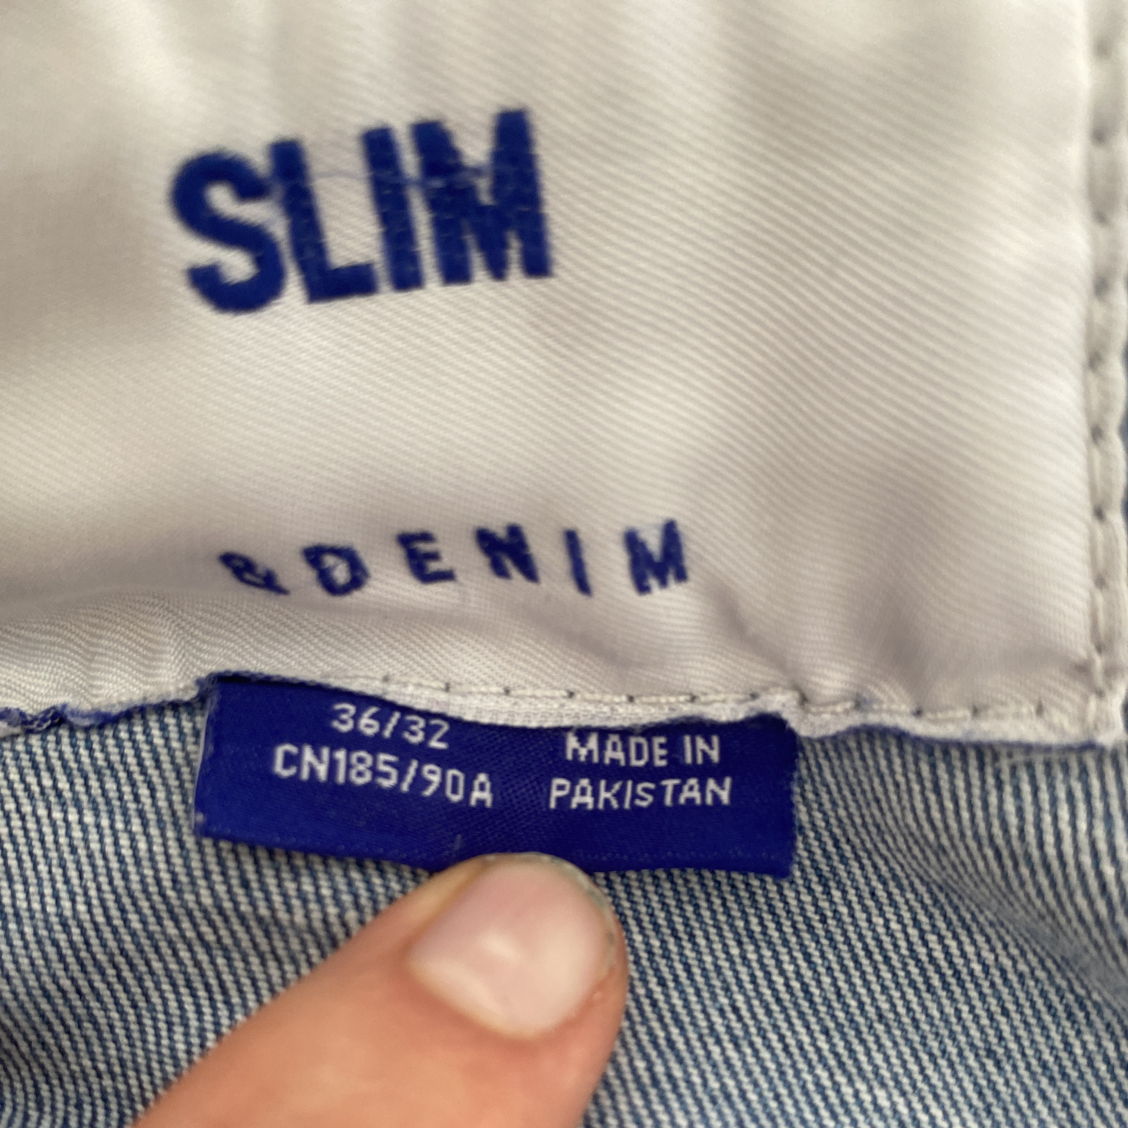 SLIM
&DENIM
36/32
CN185/90A
MADE IN
PAKISTAN